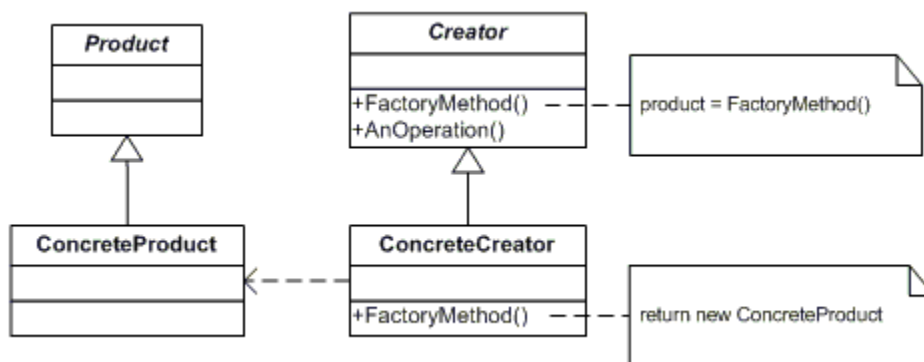 Product
Creator
+FactoryMethod()
+AnOperation()
product = FactoryMethod()
ConcreteProduct
ConcreteCreator
+FactoryMethod()
return new ConcreteProduct